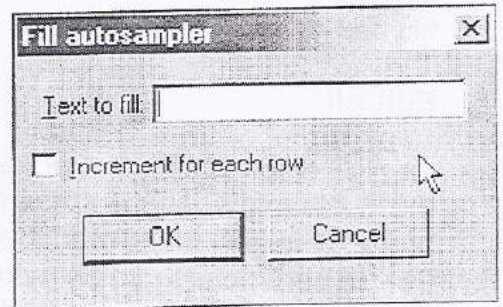 Fill autosampler
Text to fill:
Increment for each row
OK
Cancel